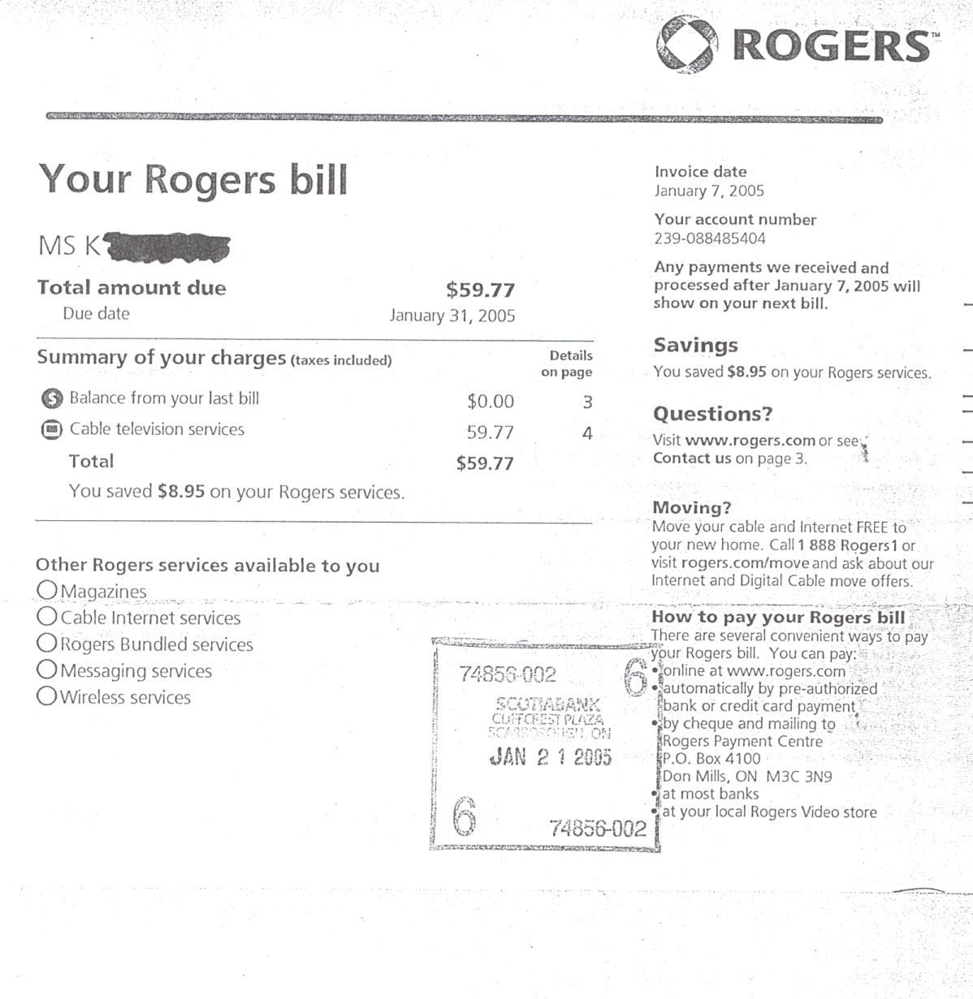 ROGERS™
Your Rogers bill
MS K
Total amount due $59.77
Due date January 31, 2005
Summary of your charges (taxes included) Details
on page
Balance from your last bill $0.00 3
Cable television services 59.77 4
Total $59.77
You saved $8.95 on your Rogers services.
Other Rogers services available to you
Magazines
Cable Internet services
Rogers Bundled services
Messaging services
Wireless services
Invoice date
January 7, 2005
Your account number
239-088485404
Any payments we received and
processed after January 7, 2005 will
show on your next bill.
Savings
You saved $8.95 on your Rogers services.
Questions?
Visit www.rogers.com or see
Contact us on page 3.
Moving?
Move your cable and Internet FREE to
your new home. Call 1 888 Rogers1 or
visit rogers.com/move and ask about our
Internet and Digital Cable move offers.
How to pay your Rogers bill
There are several convenient ways to pay
your Rogers bill. You can pay:
• online at www.rogers.com
• automatically by pre-authorized
bank or credit card payment
• by cheque and mailing to
Rogers Payment Centre
P.O. Box 4100
Don Mills, ON M3C 3N9
• at most banks
• at your local Rogers Video store
74856-002 6
SCOTIABANK
CLIFFCREST PLAZA
SCARBOROUGH, ON
JAN 21 2005
6 74856-002